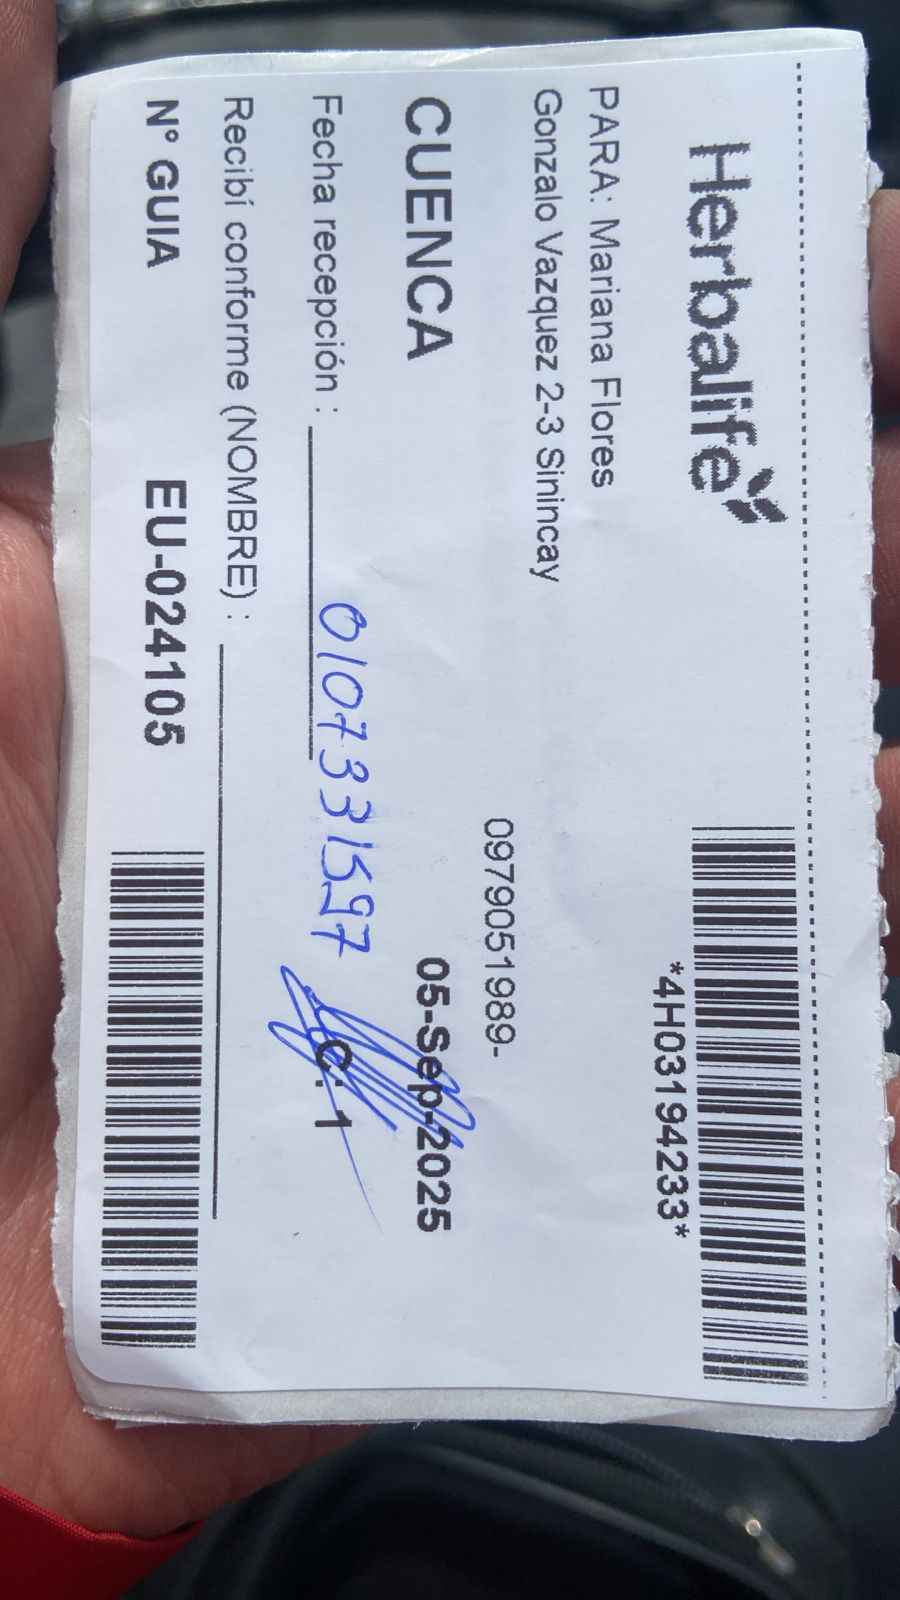 Herbalife
*4H03194233*
PARA: Mariana Flores
Gonzalo Vazquez 2-3 Sinincay
0979051989-
CUENCA
05-Sep-2025
Fecha recepción :
0107331597
C: 1
Recibí conforme (NOMBRE) :
N° GUIA
EU-024105